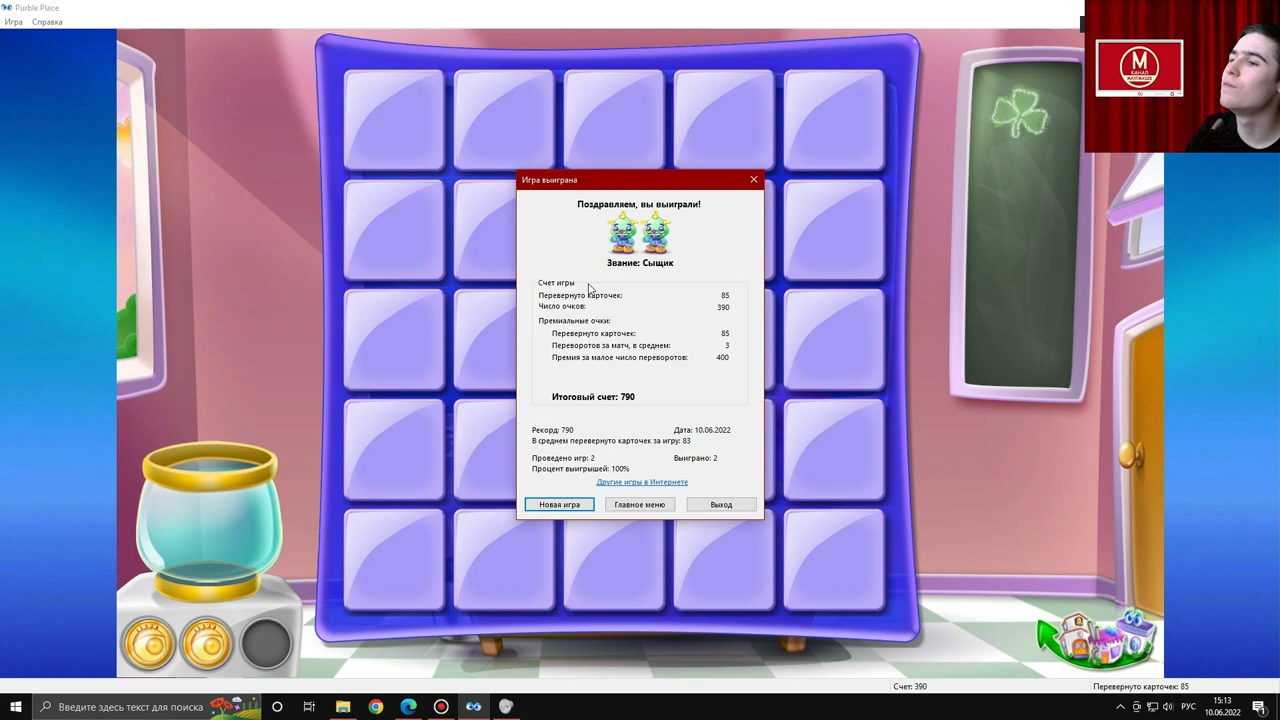 Purble Place
Игра Справка
M
КАНАЛ
Игра выиграна
Поздравляем, вы выиграли!
Звание: Сыщик
Счет игры
Перевернуто карточек: 85
Число очков: 390
Премиальные очки:
Перевернуто карточек: 85
Переворотов за матч, в среднем: 3
Премия за малое число переворотов: 400
Итоговый счет: 790
Рекорд: 790 Дата: 10.06.2022
В среднем перевернуто карточек за игру: 83
Проведено игр: 2 Выиграно: 2
Процент выигрышей: 100%
Другие игры в Интернете
Новая игра Главное меню Выход
Счет: 390 Перевернуто карточек: 85
Введите здесь текст для поиска
РУС
15:13
10.06.2022
1